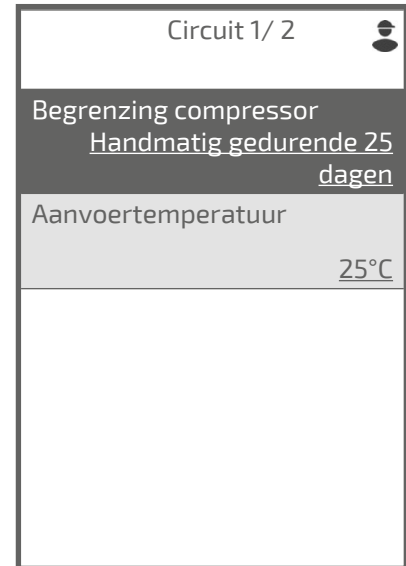 Circuit 1/ 2
Begrenzing compressor
Handmatig gedurende 25
dagen
Aanvoertemperatuur
25°C